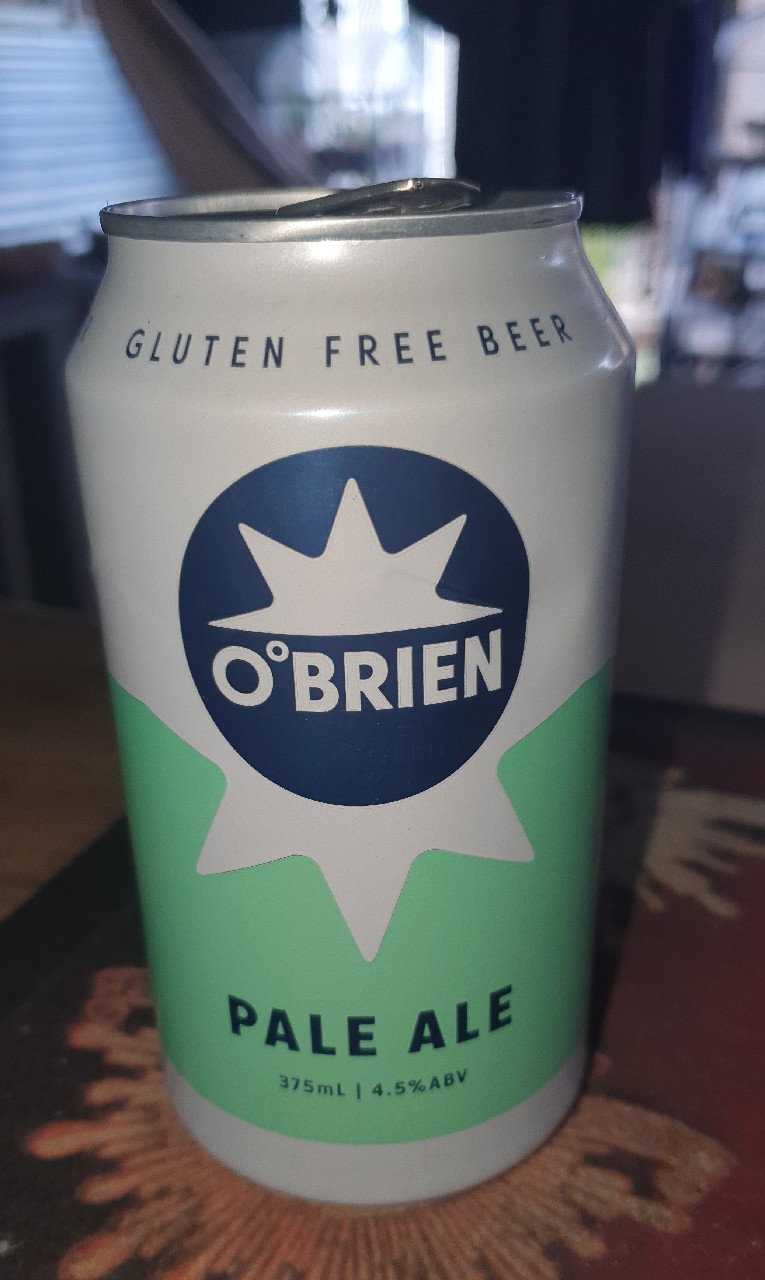 GLUTEN FREE BEER
O'BRIEN
PALE ALE
375mL | 4.5%ABV